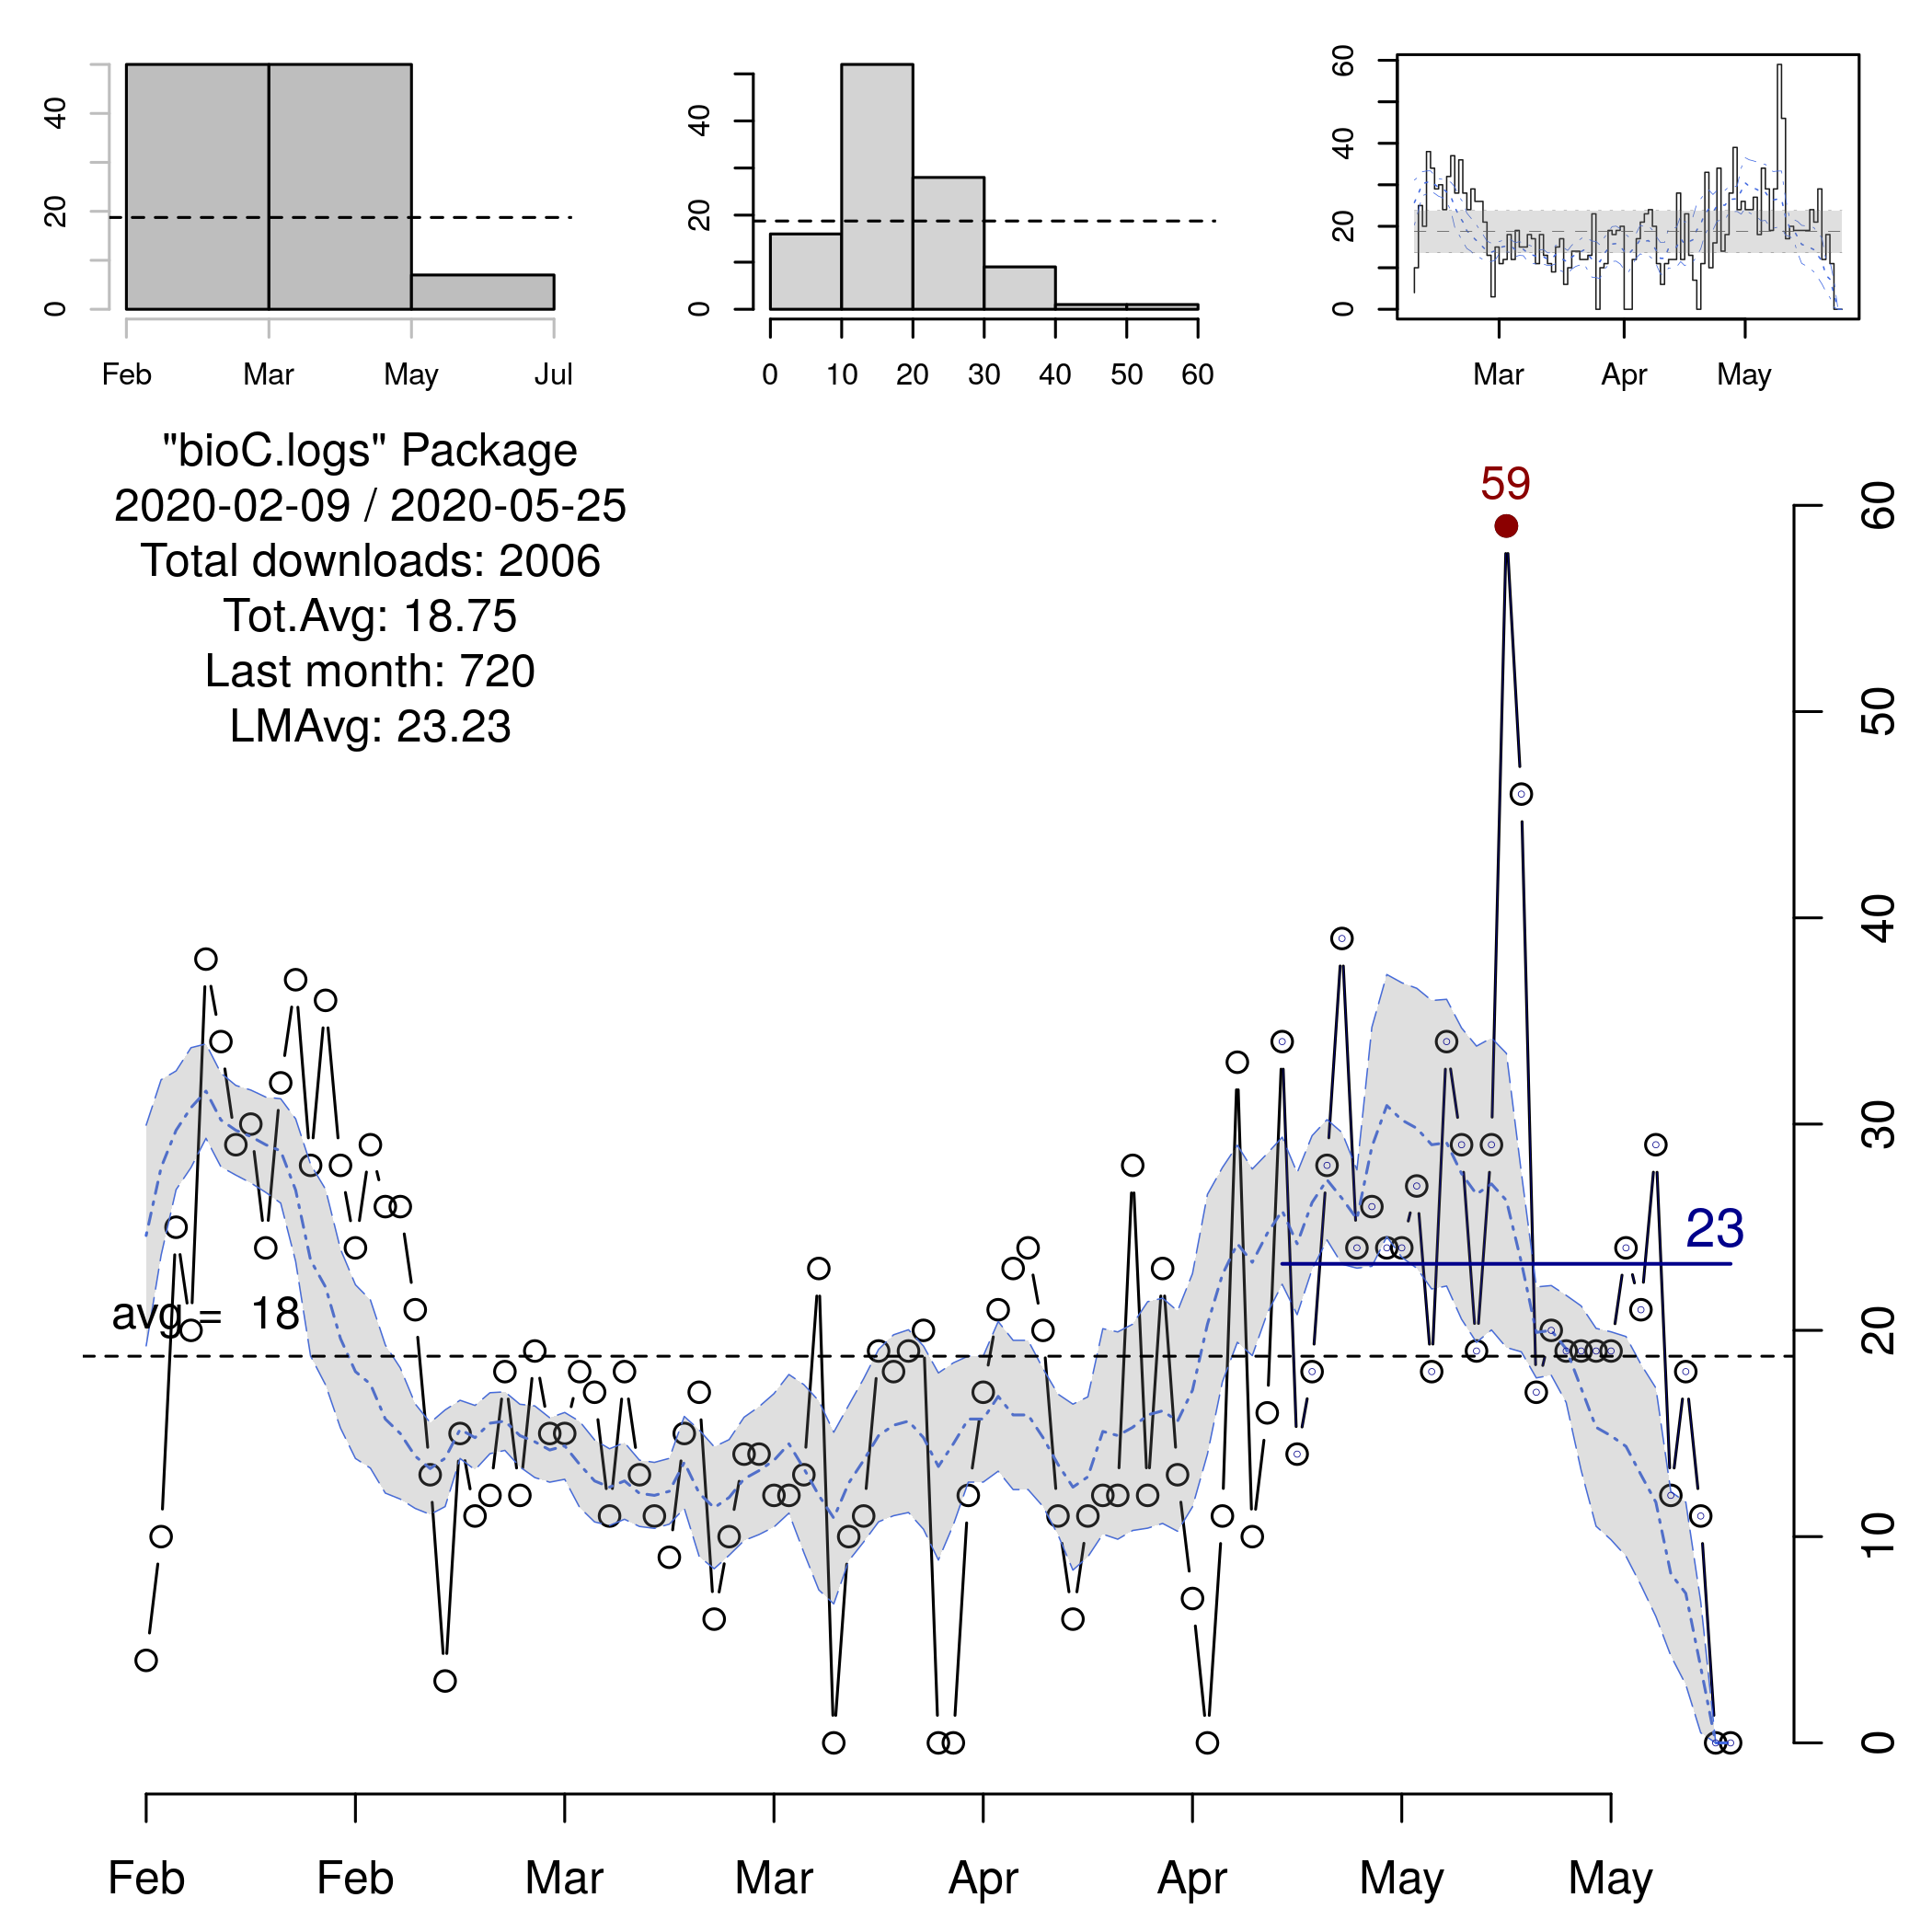 40
20
0
Feb Mar May Jul
40
20
0
0 10 20 30 40 50 60
60
40
20
0
Mar Apr May
"bioC.logs" Package
2020-02-09 / 2020-05-25
Total downloads: 2006
Tot.Avg: 18.75
Last month: 720
LMAvg: 23.23
59
23
avg = 18
60
50
40
30
20
10
0
Feb Feb Mar Mar Apr Apr May May